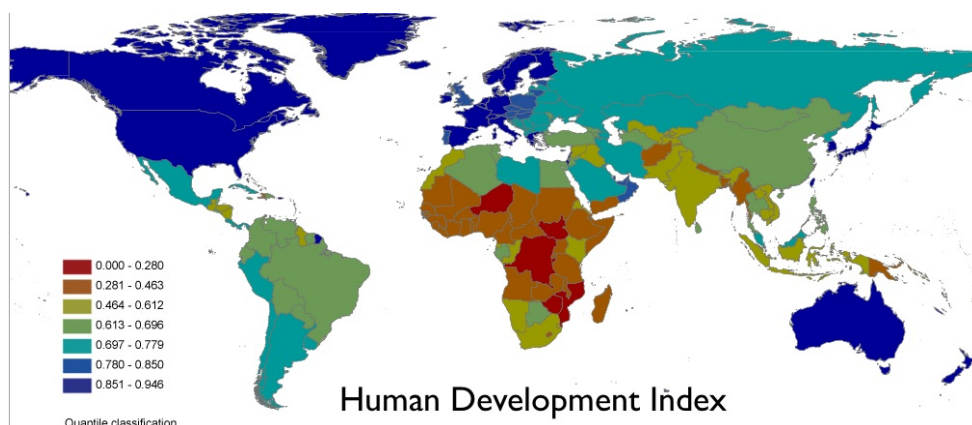 0.000 - 0.280
0.281 - 0.463
0.464 - 0.612
0.613 - 0.696
0.697 - 0.779
0.780 - 0.850
0.851 - 0.946
Human Development Index
Quantile classification